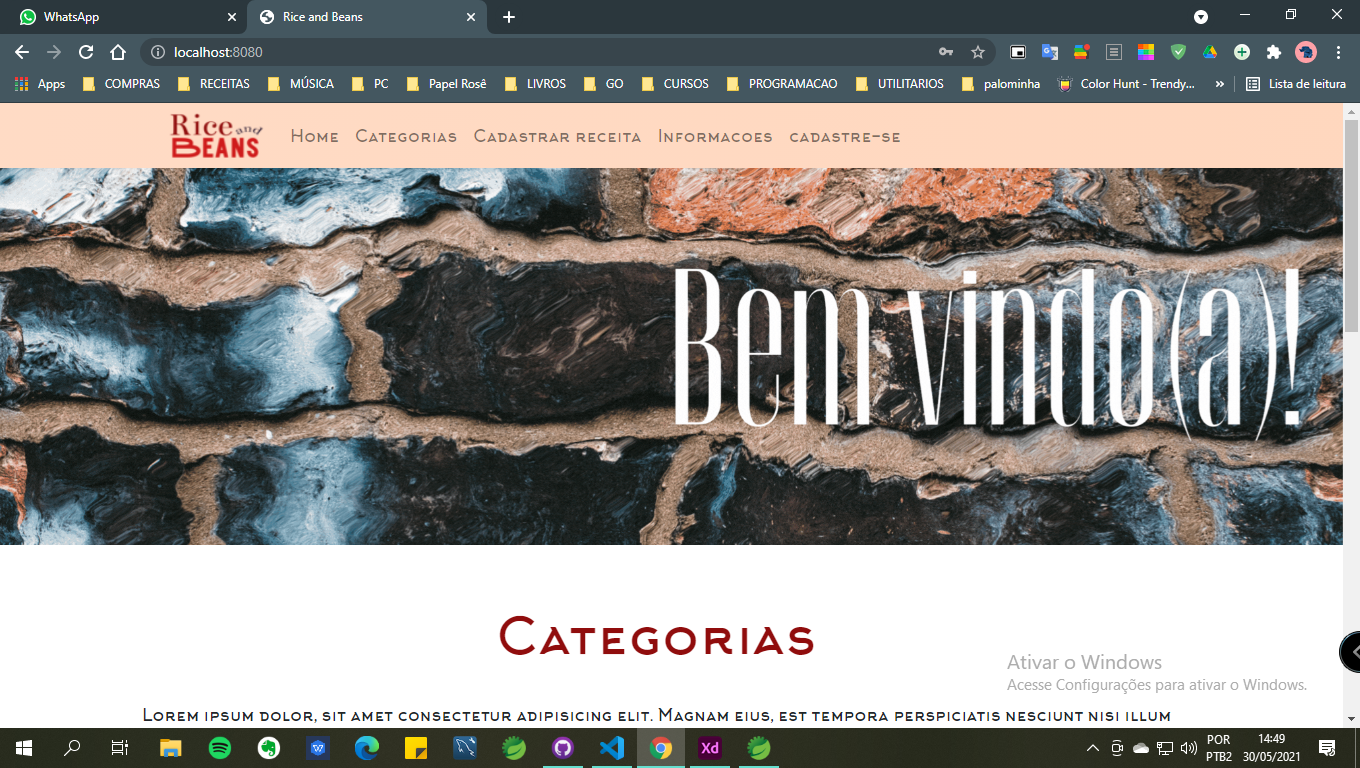 WhatsApp
Rice and Beans
localhost:8080
Apps COMPRAS RECEITAS MÚSICA PC Papel Rosê LIVROS GO CURSOS PROGRAMACAO UTILITARIOS palominha Color Hunt - Trendy... » Lista de leitura
Rice and
BEANS
Home Categorias Cadastrar receita Informacoes cadastre-se
Bem vindo(a)!
Categorias
Lorem ipsum dolor, sit amet consectetur adipisicing elit. Magnam eius, est tempora perspiciatis nesciunt nisi illum
Ativar o Windows
Acesse Configurações para ativar o Windows.
W
Xd
POR
PTB2
14:49
30/05/2021